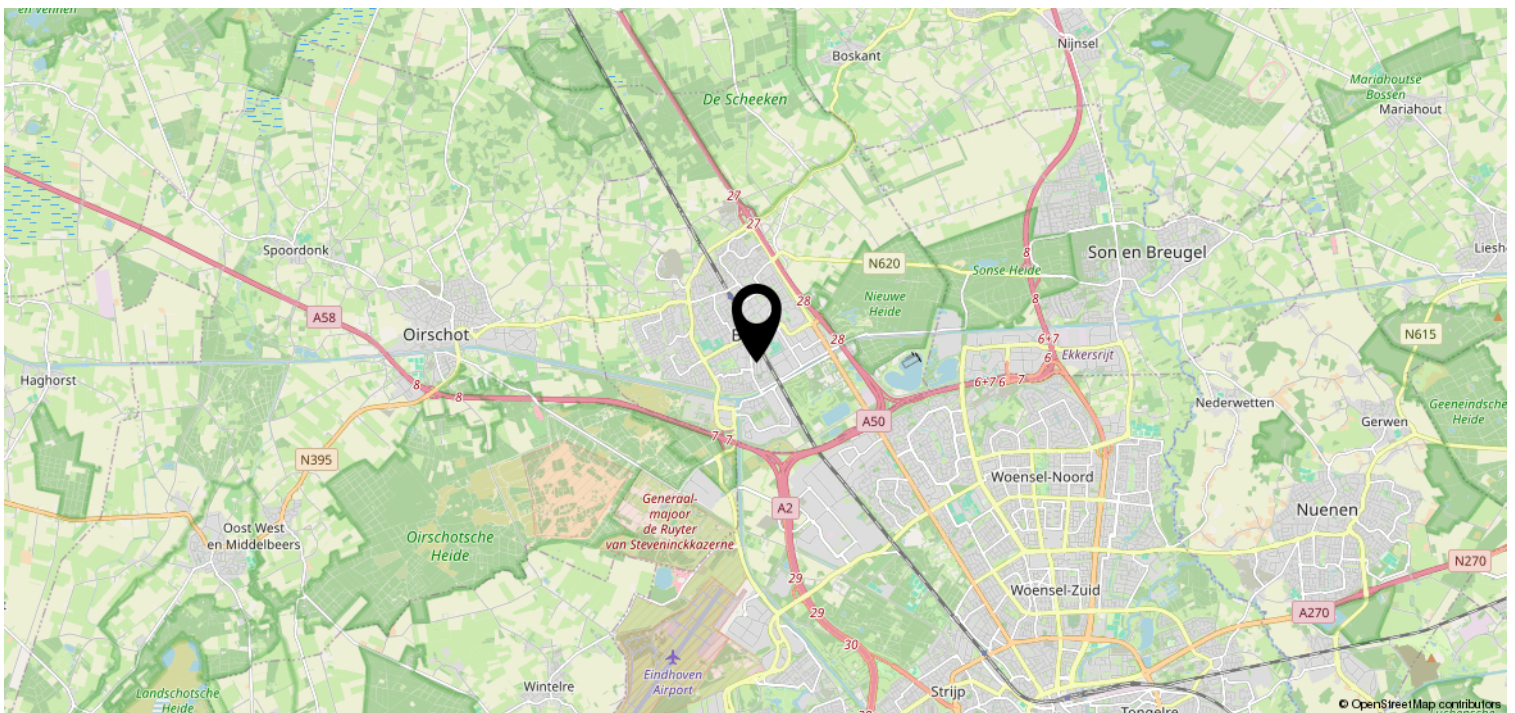 en Vennen
Boskant
Nijnsel
De Scheeken
Mariahoutse
Bossen
Mariahout
27
27
Spoordonk
N620
8
Son en Breugel
Sonse Heide
Liesh
Nieuwe
Heide
28
8
A58
Oirschot
B
28
6+7
6
Ekkersrijt
N615
Haghorst
8
8
6+7
6
7
Nederwetten
Geeneindsche
Heide
A50
Gerwen
7
7
N395
Woensel-Noord
Generaal-
majoor
de Ruyter
van Steveninckkazerne
A2
Nuenen
Oost West
en Middelbeers
Oirschotsche
Heide
N270
29
Woensel-Zuid
29
A270
30
Eindhoven
Airport
Wintelre
Landschotsche
Heide
Strijp
Tongelre
© OpenStreetMap contributors